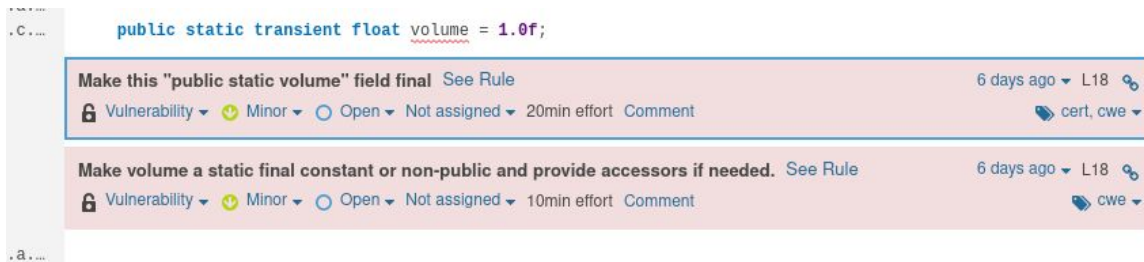 .c.… public static transient float volume = 1.0f;
Make this "public static volume" field final See Rule 6 days ago L18
Vulnerability Minor Open Not assigned 20min effort Comment cert, cwe
Make volume a static final constant or non-public and provide accessors if needed. See Rule 6 days ago L18
Vulnerability Minor Open Not assigned 10min effort Comment cwe
.a.…